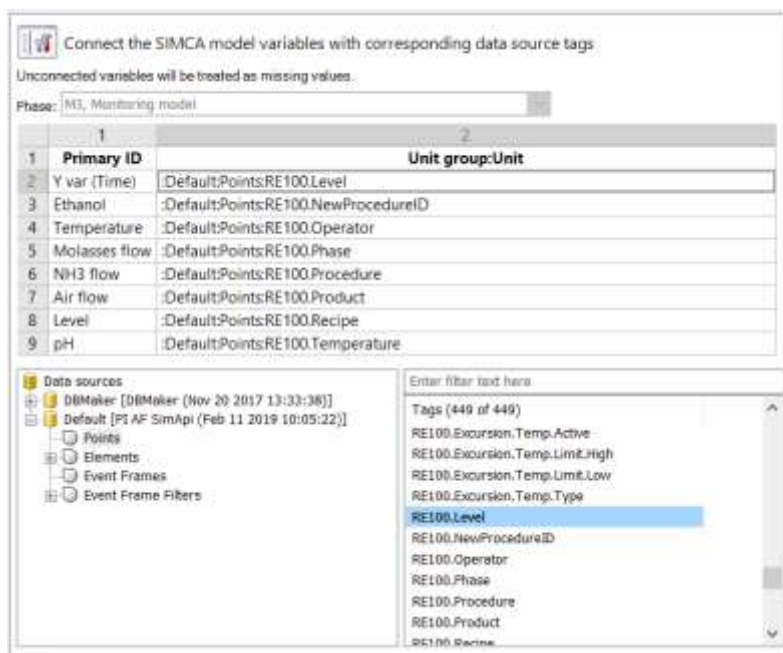 Connect the SIMCA model variables with corresponding data source tags
Unconnected variables will be treated as missing values.
Phase: M3, Monitoring model
1 2
1 Primary ID Unit group:Unit
2 Y var (Time) :Default:Points:RE100.Level
3 Ethanol :Default:Points:RE100.NewProcedureID
4 Temperature :Default:Points:RE100.Operator
5 Molasses flow :Default:Points:RE100.Phase
6 NH3 flow :Default:Points:RE100.Procedure
7 Air flow :Default:Points:RE100.Product
8 Level :Default:Points:RE100.Recipe
9 pH :Default:Points:RE100.Temperature
Data sources
DBMaker [DBMaker (Nov 20 2017 13:33:38)]
Default [PI AF SimApi (Feb 11 2019 10:05:22)]
Points
Elements
Event Frames
Event Frame Filters
Enter filter text here
Tags (449 of 449)
RE100.Excursion.Temp.Active
RE100.Excursion.Temp.Limit.High
RE100.Excursion.Temp.Limit.Low
RE100.Excursion.Temp.Type
RE100.Level
RE100.NewProcedureID
RE100.Operator
RE100.Phase
RE100.Procedure
RE100.Product
RE100.Recipe